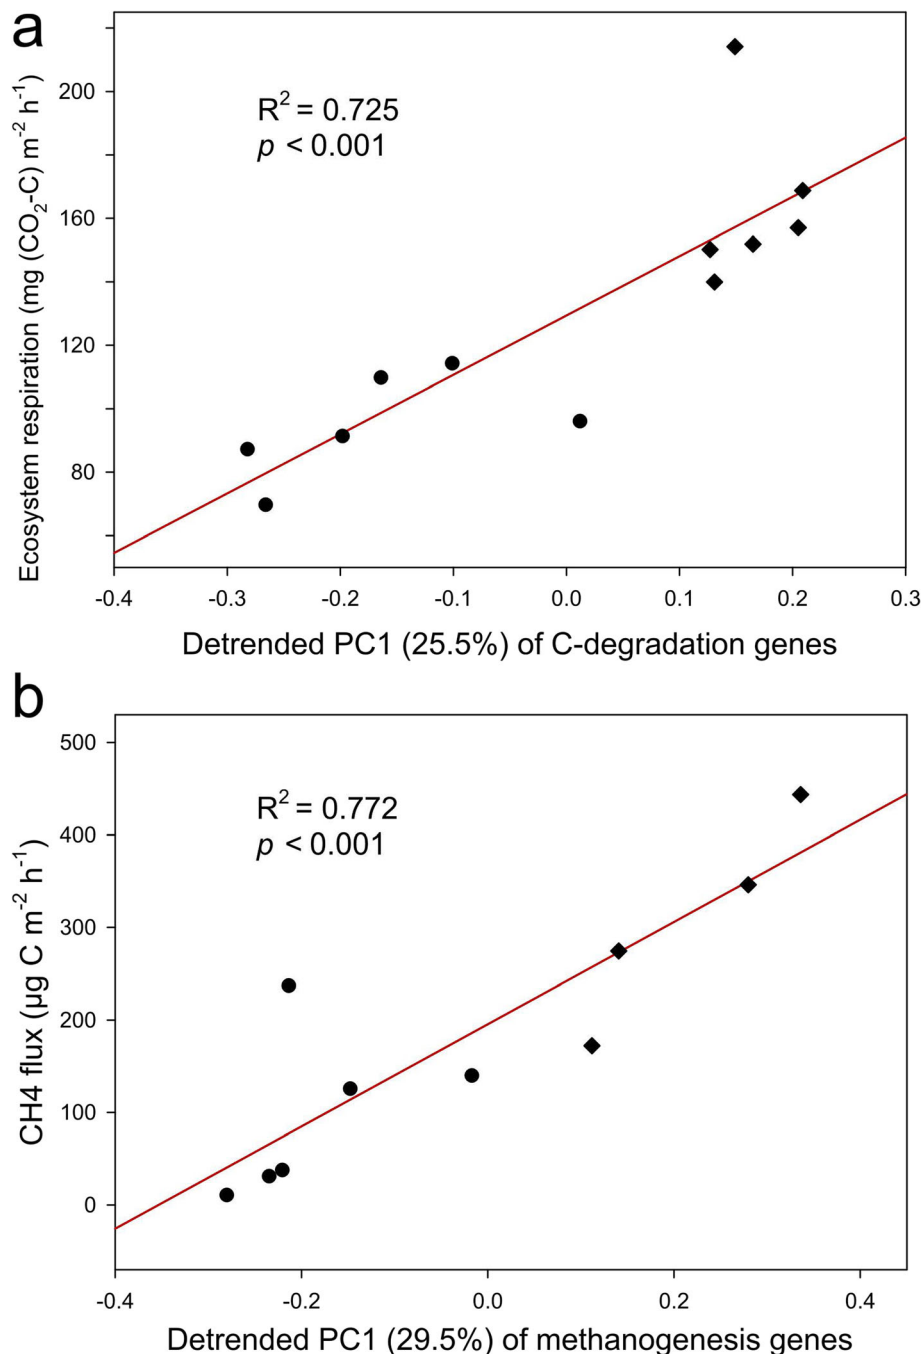 a
Ecosystem respiration (mg (CO₂-C) m⁻² h⁻¹)
200
160
120
80
R² = 0.725
p < 0.001
-0.4 -0.3 -0.2 -0.1 0.0 0.1 0.2 0.3
Detrended PC1 (25.5%) of C-degradation genes
b
CH4 flux (µg C m⁻² h⁻¹)
500
400
300
200
100
0
R² = 0.772
p < 0.001
-0.4 -0.2 0.0 0.2 0.4
Detrended PC1 (29.5%) of methanogenesis genes